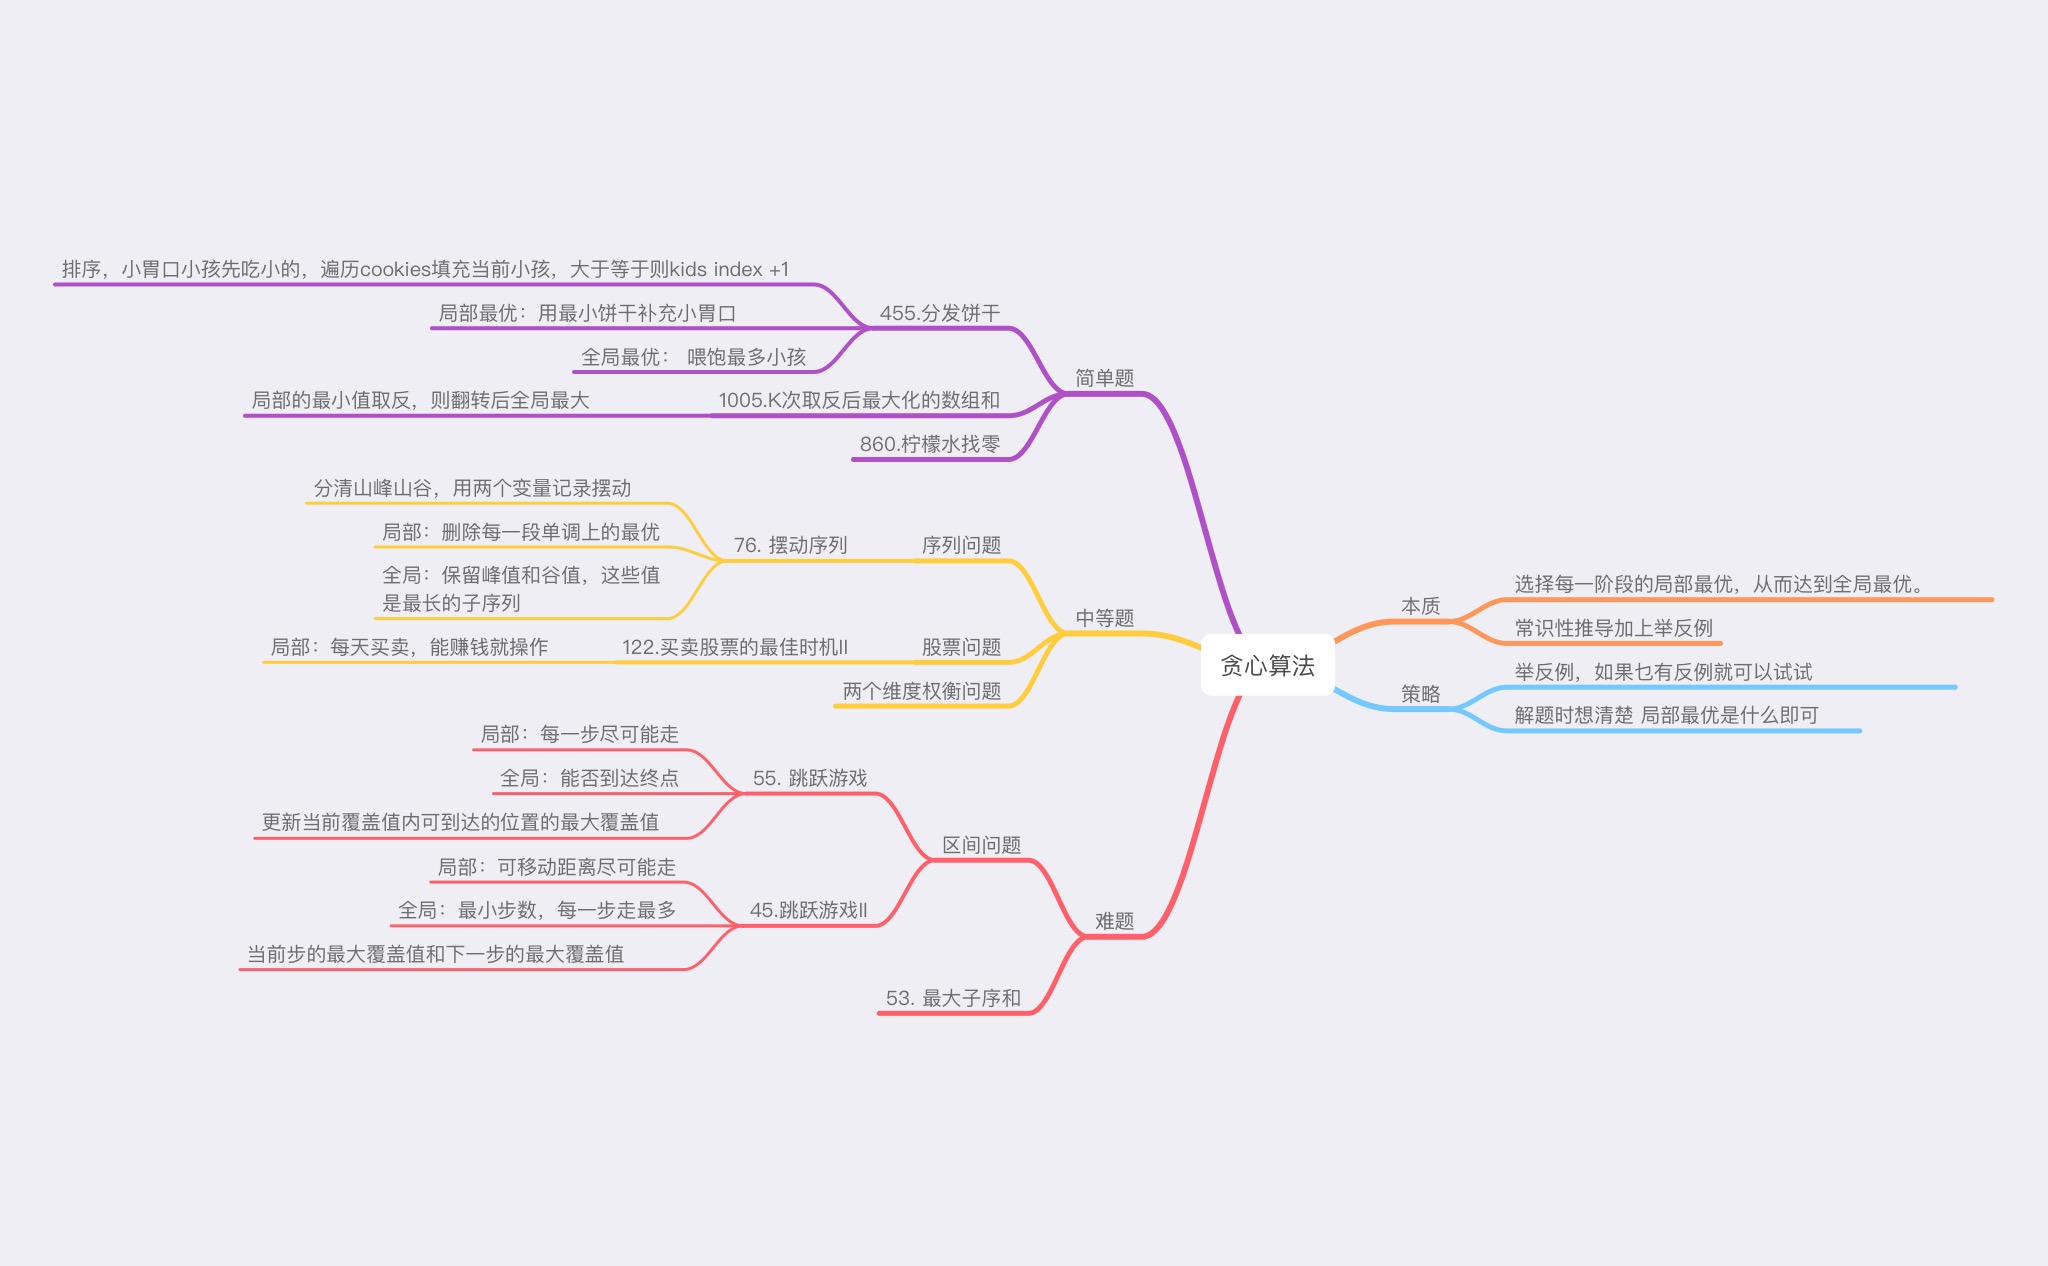 贪心算法
本质
选择每一阶段的局部最优，从而达到全局最优。
常识性推导加上举反例
策略
举反例，如果乜有反例就可以试试
解题时想清楚 局部最优是什么即可
简单题
455.分发饼干
排序，小胃口小孩先吃小的，遍历cookies填充当前小孩，大于等于则kids index +1
局部最优：用最小饼干补充小胃口
全局最优： 喂饱最多小孩
1005.K次取反后最大化的数组和
局部的最小值取反，则翻转后全局最大
860.柠檬水找零
中等题
序列问题
76. 摆动序列
分清山峰山谷，用两个变量记录摆动
局部：删除每一段单调上的最优
全局：保留峰值和谷值，这些值
是最长的子序列
股票问题
122.买卖股票的最佳时机II
局部：每天买卖，能赚钱就操作
两个维度权衡问题
难题
区间问题
55. 跳跃游戏
局部：每一步尽可能走
全局：能否到达终点
更新当前覆盖值内可到达的位置的最大覆盖值
45.跳跃游戏II
局部：可移动距离尽可能走
全局：最小步数，每一步走最多
当前步的最大覆盖值和下一步的最大覆盖值
53. 最大子序和